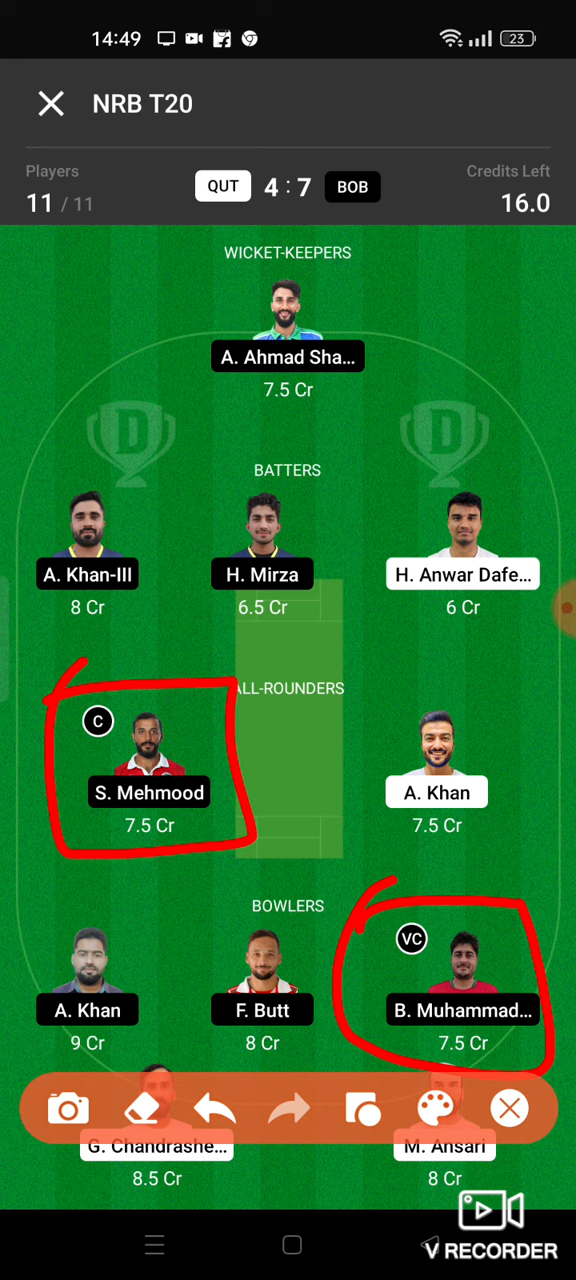 14:49
23
NRB T20
Players
Credits Left
11 / 11
QUT 4 : 7 BOB
16.0
WICKET-KEEPERS
A. Ahmad Sha...
7.5 Cr
D D
BATTERS
A. Khan-III H. Mirza H. Anwar Dafe...
8 Cr 6.5 Cr 6 Cr
ALL-ROUNDERS
C
S. Mehmood A. Khan
7.5 Cr 7.5 Cr
BOWLERS
VC
A. Khan F. Butt B. Muhammad...
9 Cr 8 Cr 7.5 Cr
G. Chandrashe... M. Ansari
8.5 Cr 8 Cr
V RECORDER